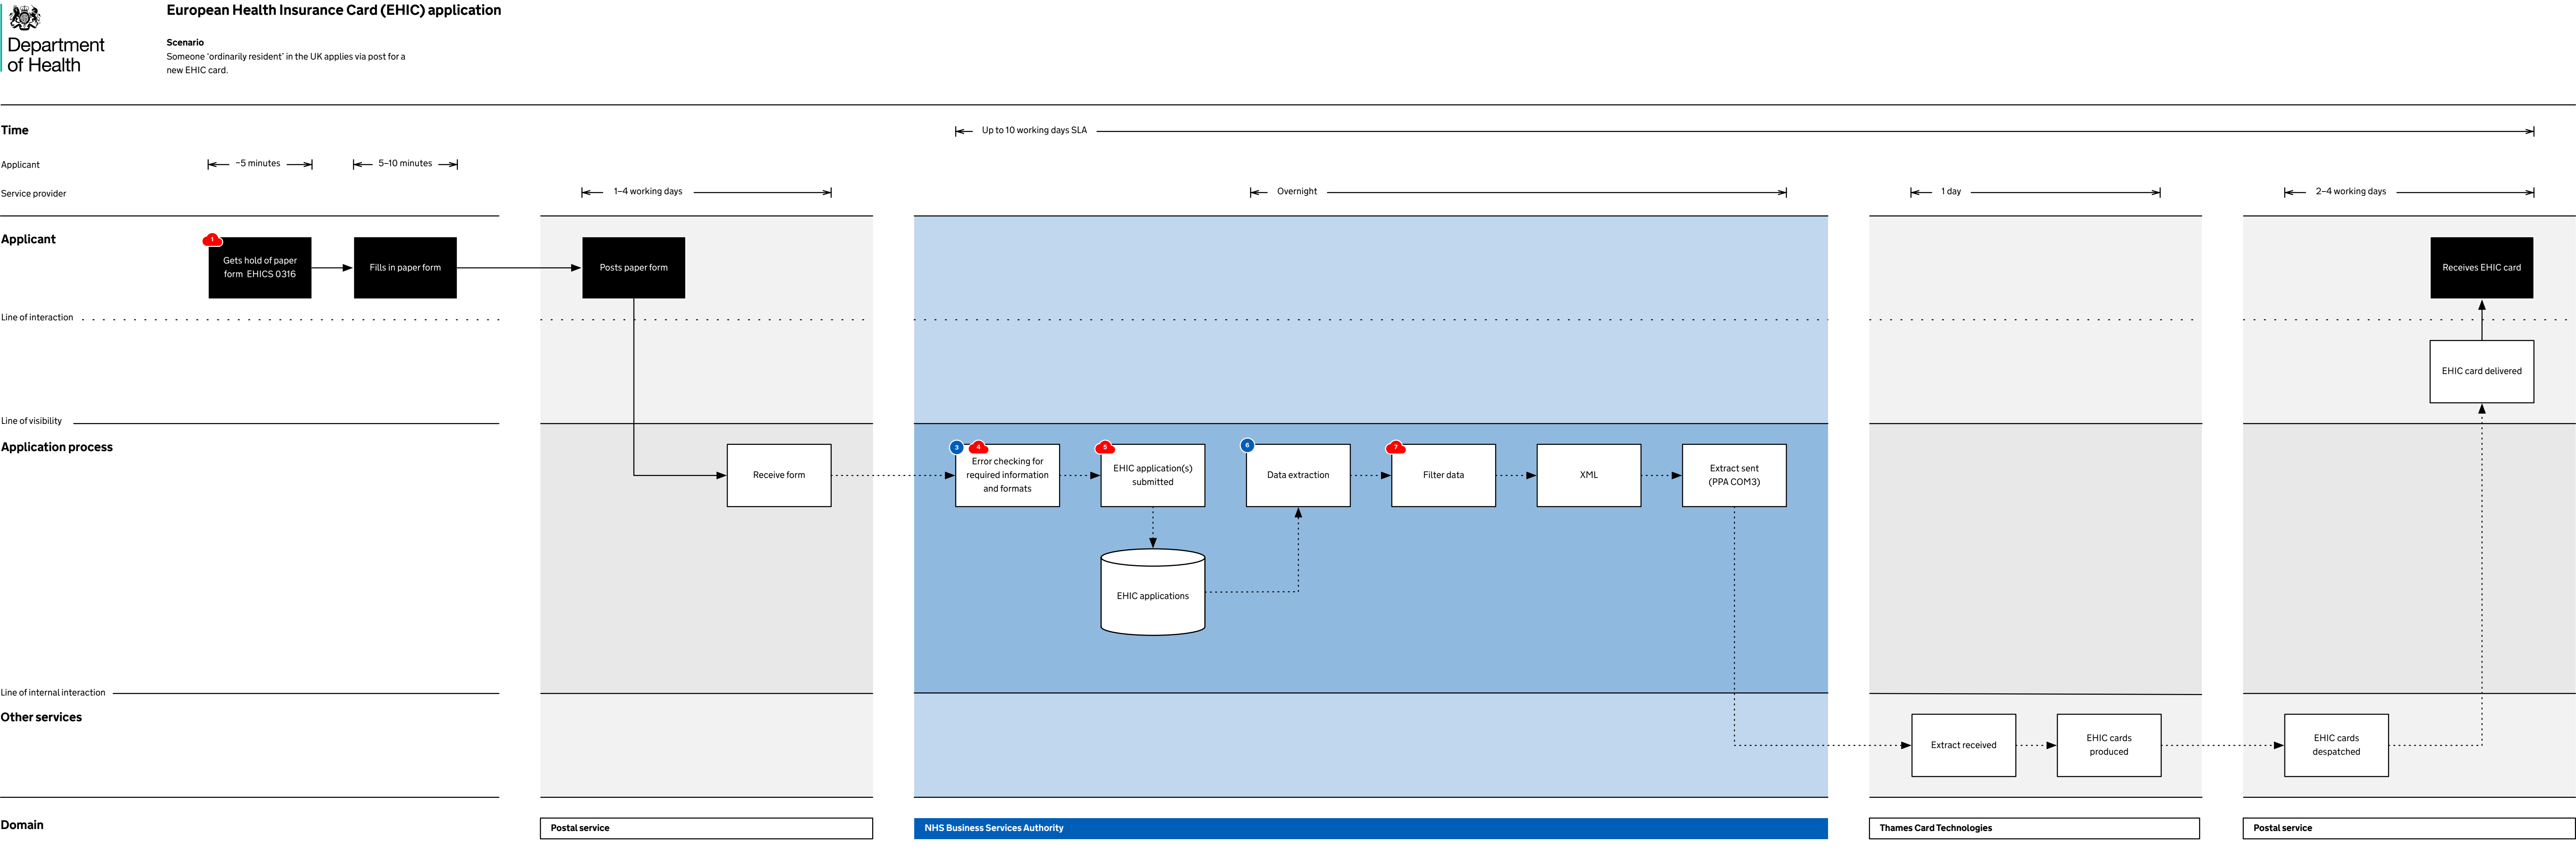 Department
of Health
European Health Insurance Card (EHIC) application
Scenario
Someone ‘ordinarily resident’ in the UK applies via post for a
new EHIC card.
Time
Up to 10 working days SLA
Applicant
~5 minutes
5–10 minutes
Service provider
1–4 working days
Overnight
1 day
2–4 working days
Applicant
1
Gets hold of paper
form EHICS 0316
Fills in paper form
Posts paper form
Receives EHIC card
Line of interaction
EHIC card delivered
Line of visibility
Application process
Receive form
3
4
Error checking for
required information
and formats
5
EHIC application(s)
submitted
6
Data extraction
7
Filter data
XML
Extract sent
(PPA COM3)
EHIC applications
Line of internal interaction
Other services
Extract received
EHIC cards
produced
EHIC cards
despatched
Domain
Postal service
NHS Business Services Authority
Thames Card Technologies
Postal service